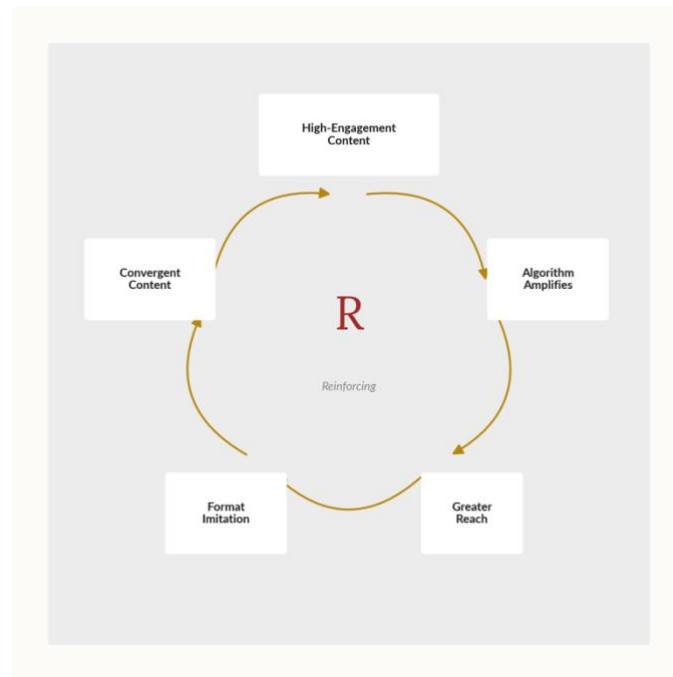 High-Engagement
Content
Algorithm
Amplifies
Greater
Reach
Format
Imitation
Convergent
Content
R
Reinforcing